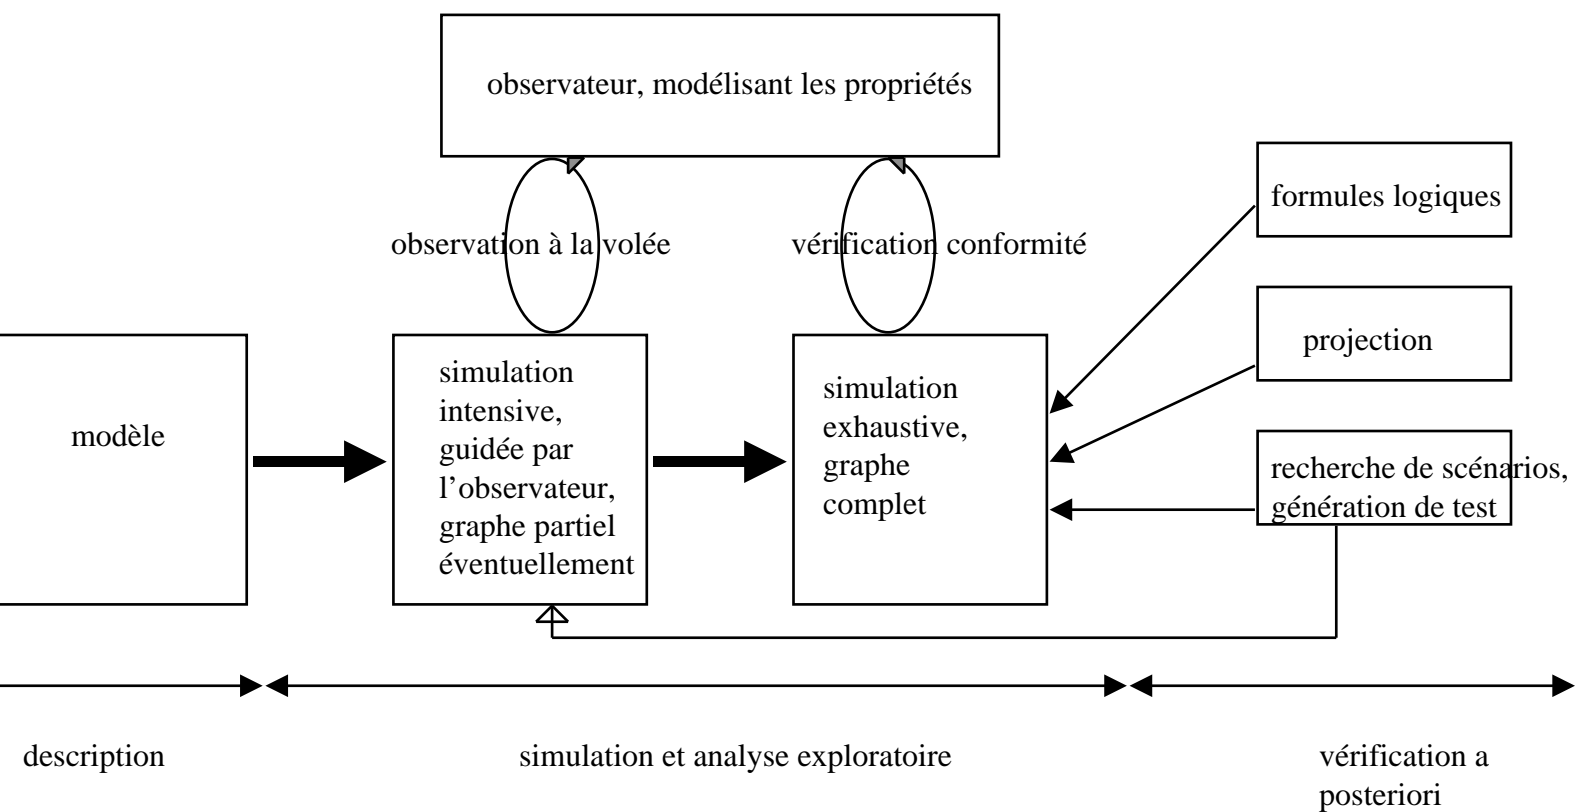 observateur, modélisant les propriétés
formules logiques
observation à la volée
vérification conformité
projection
modèle
simulation
intensive,
guidée par
l’observateur,
graphe partiel
éventuellement
simulation
exhaustive,
graphe
complet
recherche de scénarios,
génération de test
description
simulation et analyse exploratoire
vérification a
posteriori